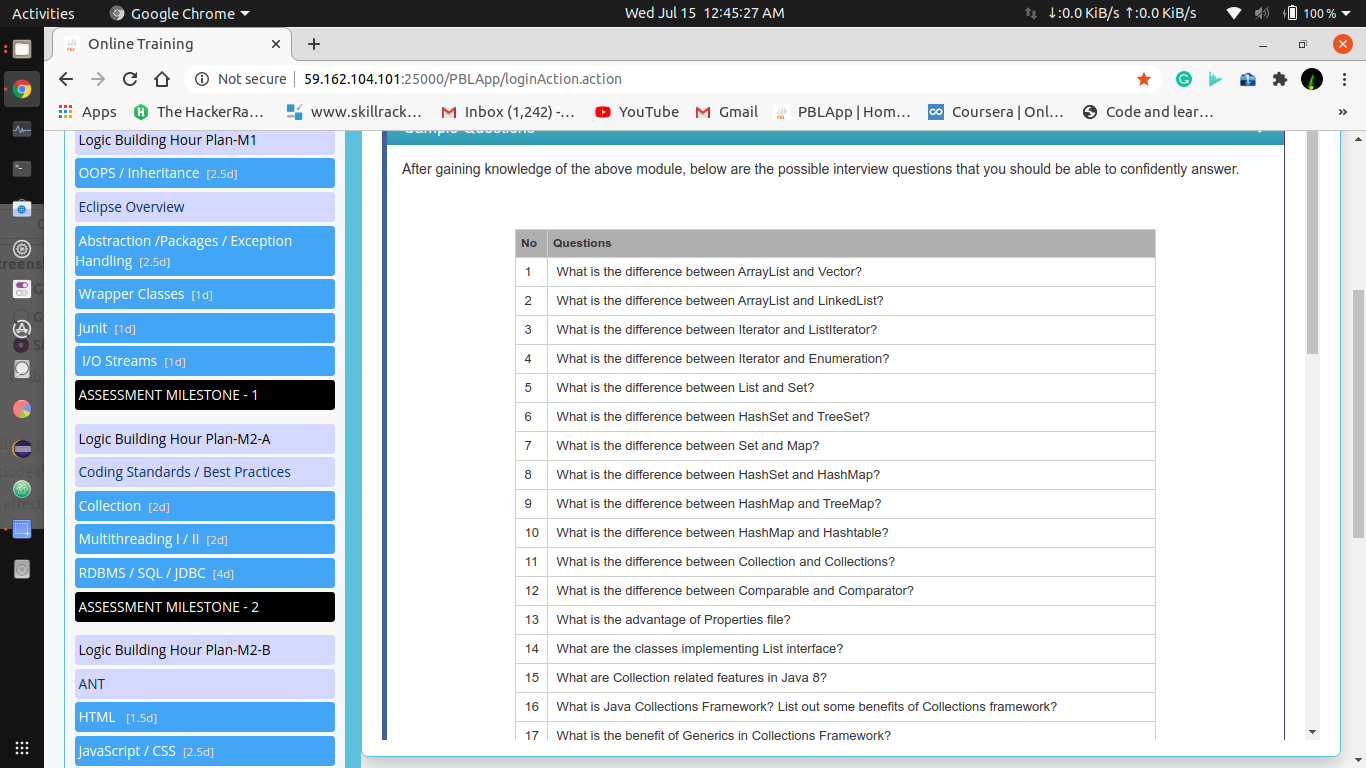 Activities
Google Chrome
Wed Jul 15 12:45:27 AM
↓:0.0 KiB/s ↑:0.0 KiB/s
100 %
Online Training
Not secure
59.162.104.101:25000/PBLApp/loginAction.action
Apps
The HackerRa...
www.skillrack...
Inbox (1,242) -...
YouTube
Gmail
PBLApp | Hom...
Coursera | Onl...
Code and lear...
»
Logic Building Hour Plan-M1
OOPS / Inheritance [2.5d]
Eclipse Overview
Abstraction /Packages / Exception
Handling [2.5d]
Wrapper Classes [1d]
Junit [1d]
I/O Streams [1d]
ASSESSMENT MILESTONE - 1
Logic Building Hour Plan-M2-A
Coding Standards / Best Practices
Collection [2d]
Multithreading I / II [2d]
RDBMS / SQL / JDBC [4d]
ASSESSMENT MILESTONE - 2
Logic Building Hour Plan-M2-B
ANT
HTML [1.5d]
JavaScript / CSS [2.5d]
Sample Questions
After gaining knowledge of the above module, below are the possible interview questions that you should be able to confidently answer.
No Questions
1 What is the difference between ArrayList and Vector?
2 What is the difference between ArrayList and LinkedList?
3 What is the difference between Iterator and ListIterator?
4 What is the difference between Iterator and Enumeration?
5 What is the difference between List and Set?
6 What is the difference between HashSet and TreeSet?
7 What is the difference between Set and Map?
8 What is the difference between HashSet and HashMap?
9 What is the difference between HashMap and TreeMap?
10 What is the difference between HashMap and Hashtable?
11 What is the difference between Collection and Collections?
12 What is the difference between Comparable and Comparator?
13 What is the advantage of Properties file?
14 What are the classes implementing List interface?
15 What are Collection related features in Java 8?
16 What is Java Collections Framework? List out some benefits of Collections framework?
17 What is the benefit of Generics in Collections Framework?